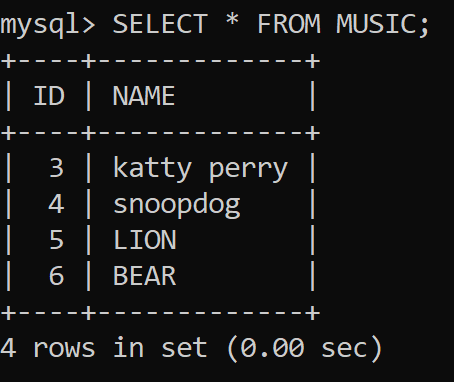 mysql> SELECT * FROM MUSIC;
+----+-------------+
| ID | NAME        |
+----+-------------+
|  3 | katty perry |
|  4 | snoopdog    |
|  5 | LION        |
|  6 | BEAR        |
+----+-------------+
4 rows in set (0.00 sec)